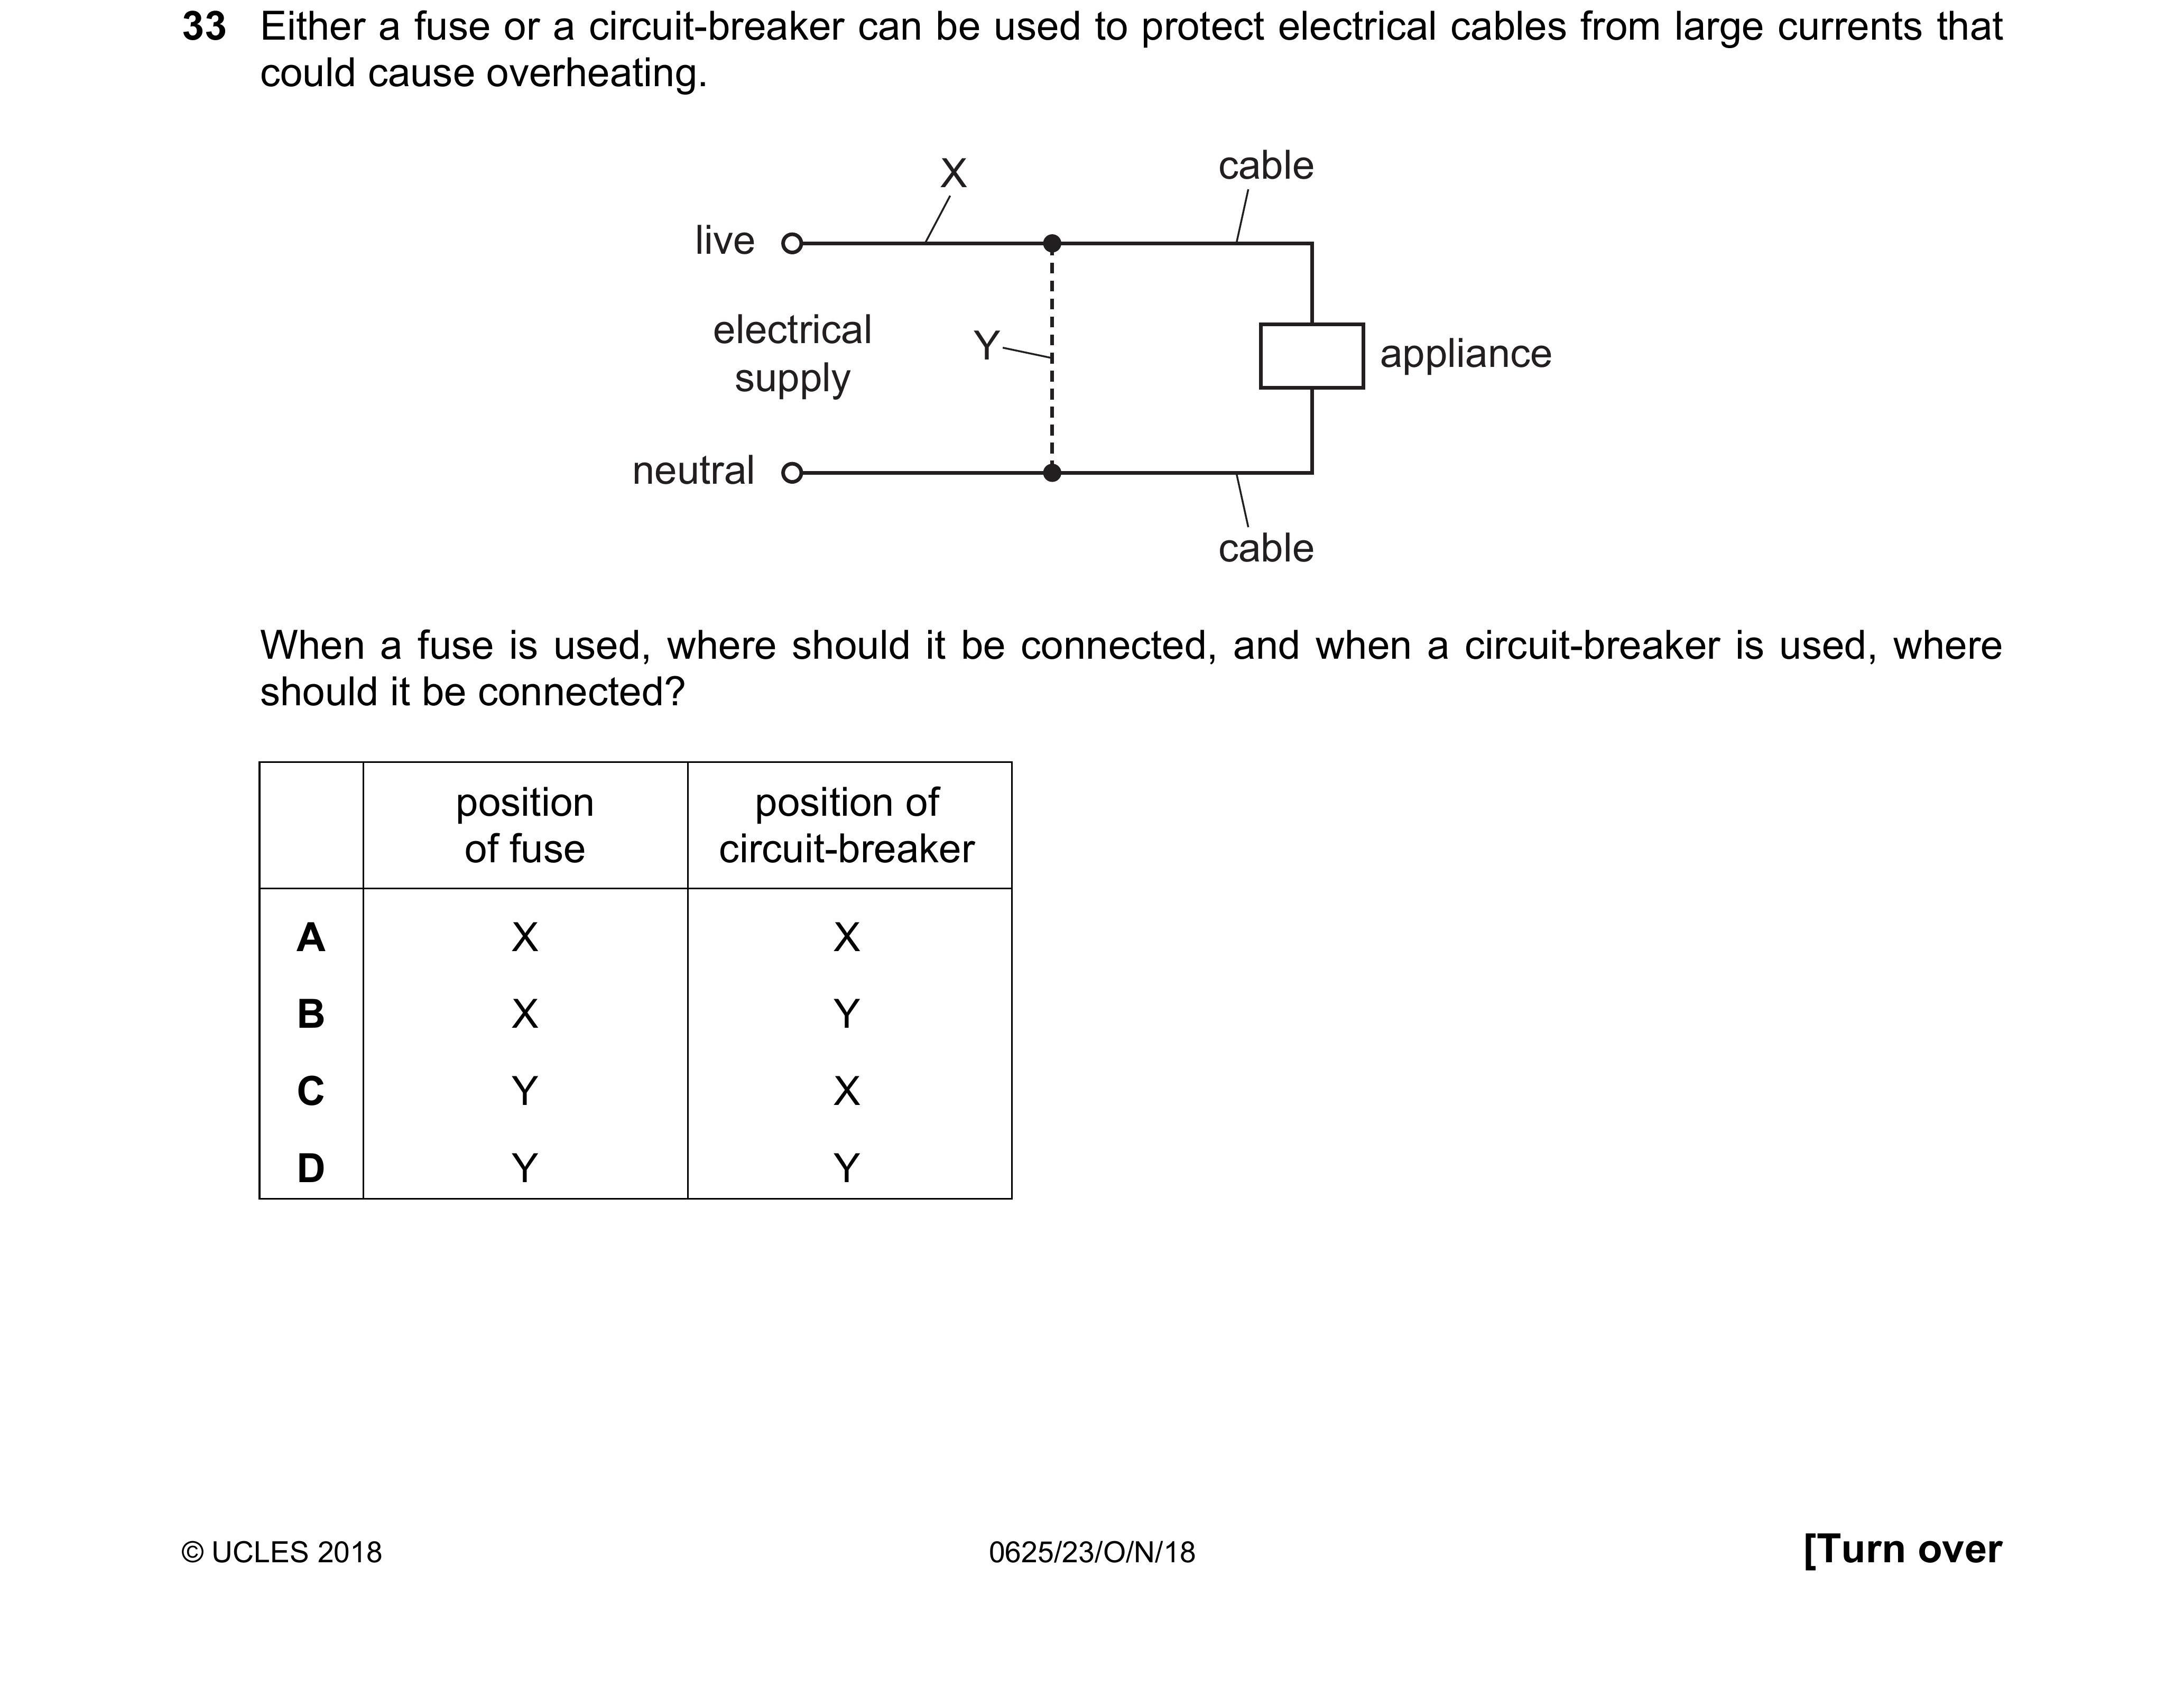 33 Either a fuse or a circuit-breaker can be used to protect electrical cables from large currents that
could cause overheating.
X
cable
live
electrical
supply
Y
appliance
neutral
cable
When a fuse is used, where should it be connected, and when a circuit-breaker is used, where
should it be connected?
position
of fuse
position of
circuit-breaker
A X X
B X Y
C Y X
D Y Y
© UCLES 2018 0625/23/O/N/18 [Turn over